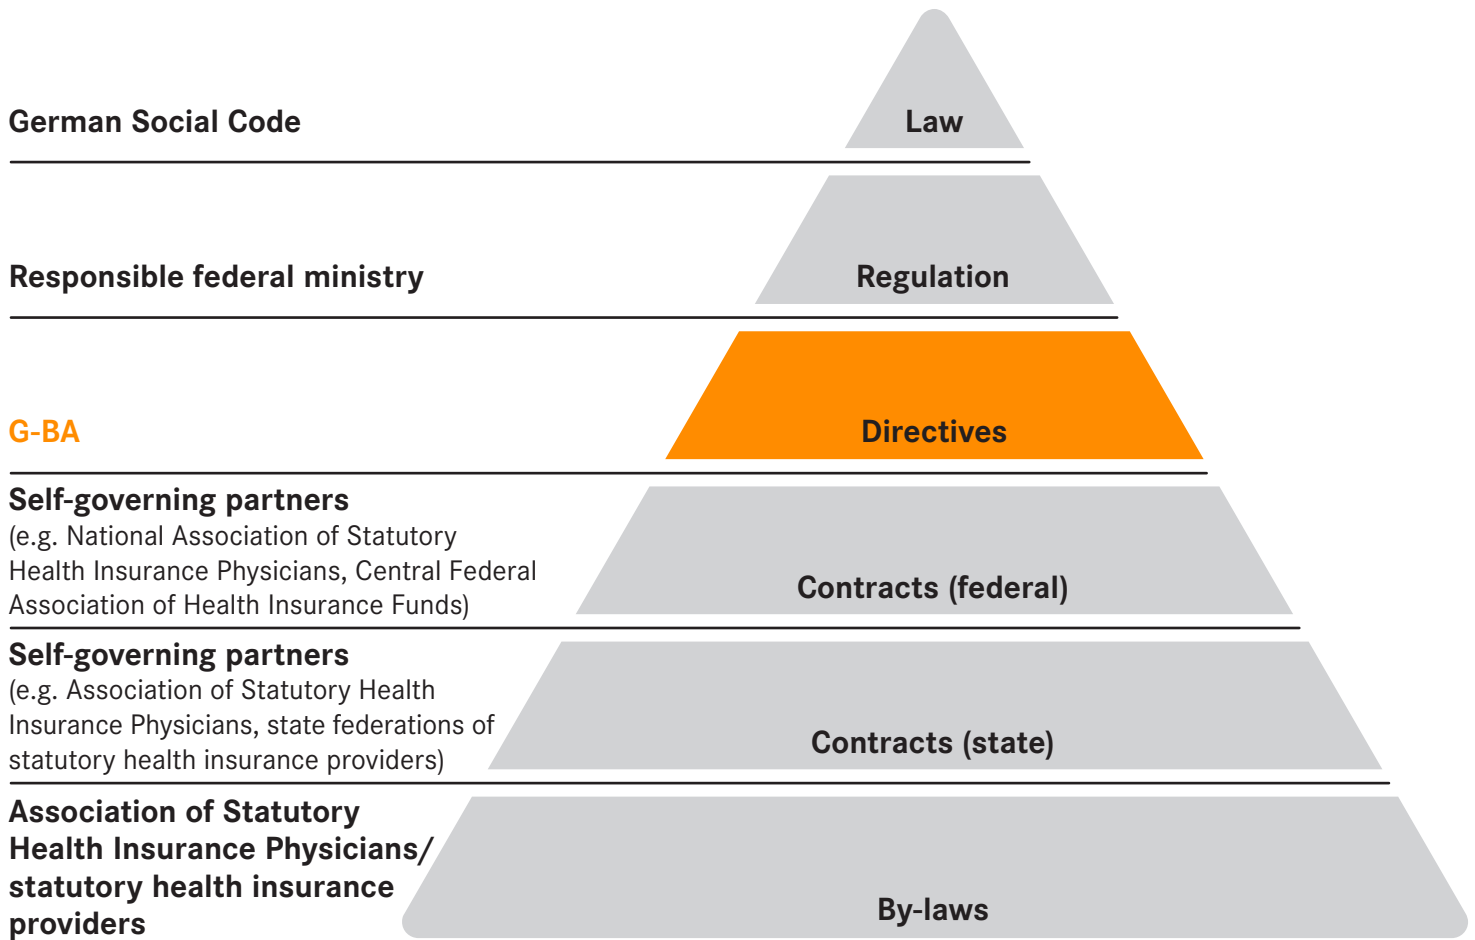 German Social Code
Law
Responsible federal ministry
Regulation
G-BA
Directives
Self-governing partners
(e.g. National Association of Statutory
Health Insurance Physicians, Central Federal
Association of Health Insurance Funds)
Contracts (federal)
Self-governing partners
(e.g. Association of Statutory Health
Insurance Physicians, state federations of
statutory health insurance providers)
Contracts (state)
Association of Statutory
Health Insurance Physicians/
statutory health insurance
providers
By-laws